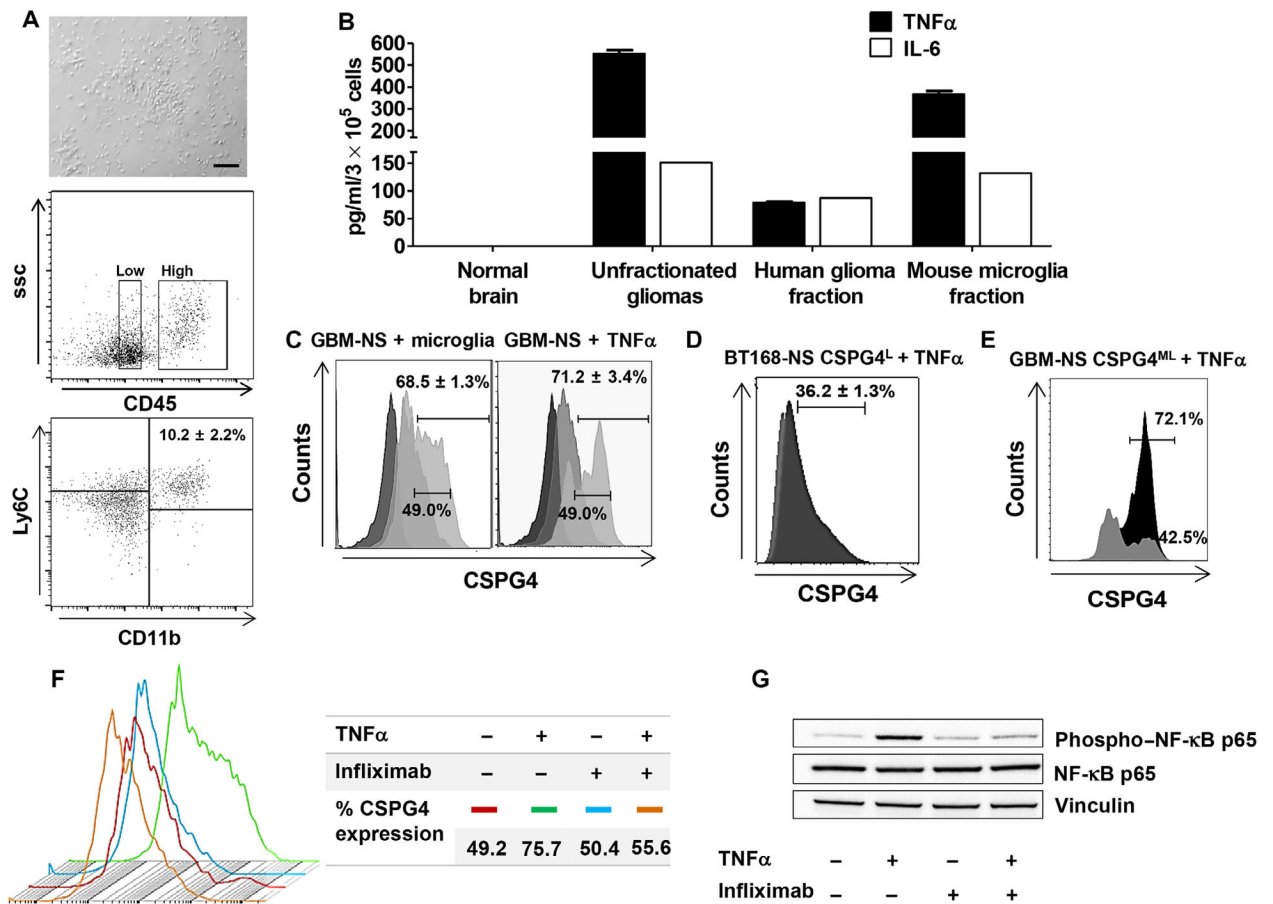 A
ssc
Low
High
CD45
Ly6C
10.2 ± 2.2%
CD11b
B
TNFα
IL-6
pg/ml/3 × 10⁵ cells
600
500
400
300
200
150
100
50
0
Normal
brain
Unfractionated
gliomas
Human glioma
fraction
Mouse microglia
fraction
C
GBM-NS + microglia
GBM-NS + TNFα
Counts
68.5 ± 1.3%
49.0%
71.2 ± 3.4%
49.0%
CSPG4
D
BT168-NS CSPG4ᴸ + TNFα
Counts
36.2 ± 1.3%
CSPG4
E
GBM-NS CSPG4ᴹᴸ + TNFα
Counts
72.1%
42.5%
CSPG4
F
TNFα – + – +
Infliximab – – + +
% CSPG4
expression
49.2 75.7 50.4 55.6
G
Phospho–NF-κB p65
NF-κB p65
Vinculin
TNFα – + – +
Infliximab – – + +